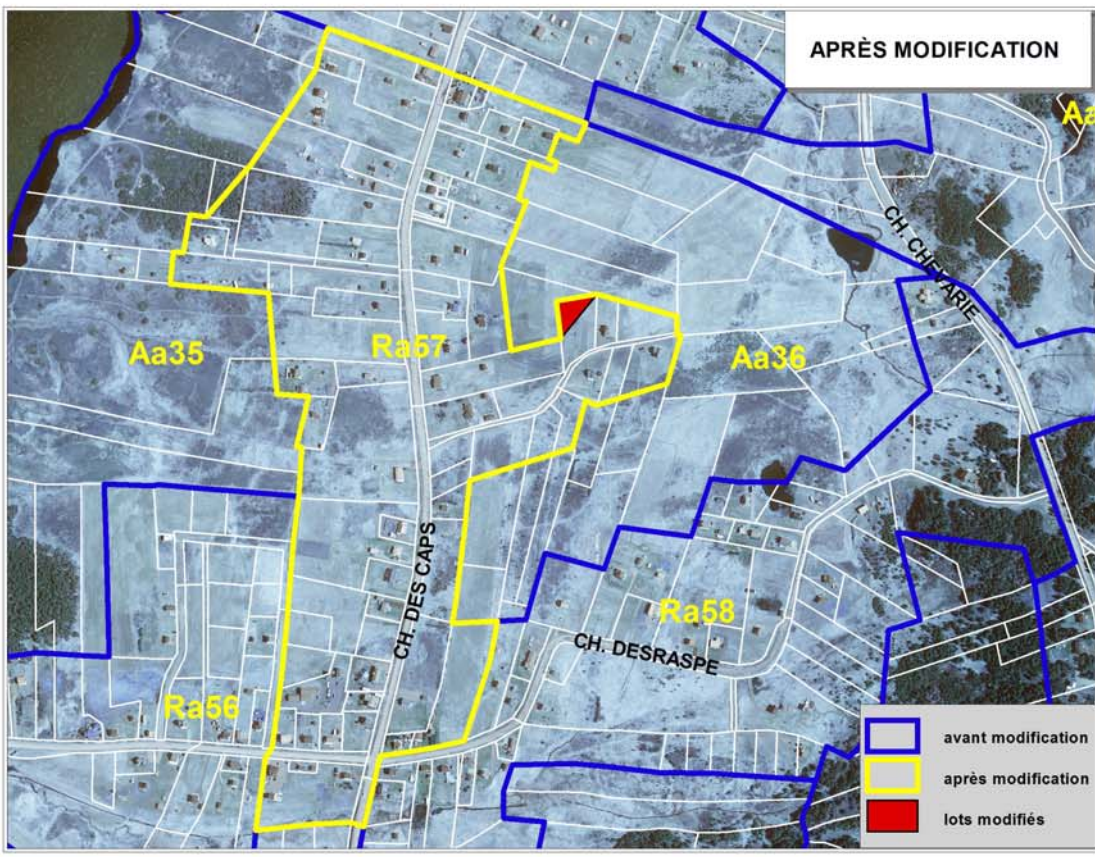 APRÈS MODIFICATION
Aa
CH. CHEVARIE
Aa35
Ra57
Aa36
CH. DES CAPS
Ra58
CH. DESRASPE
Ra56
avant modification
après modification
lots modifiés